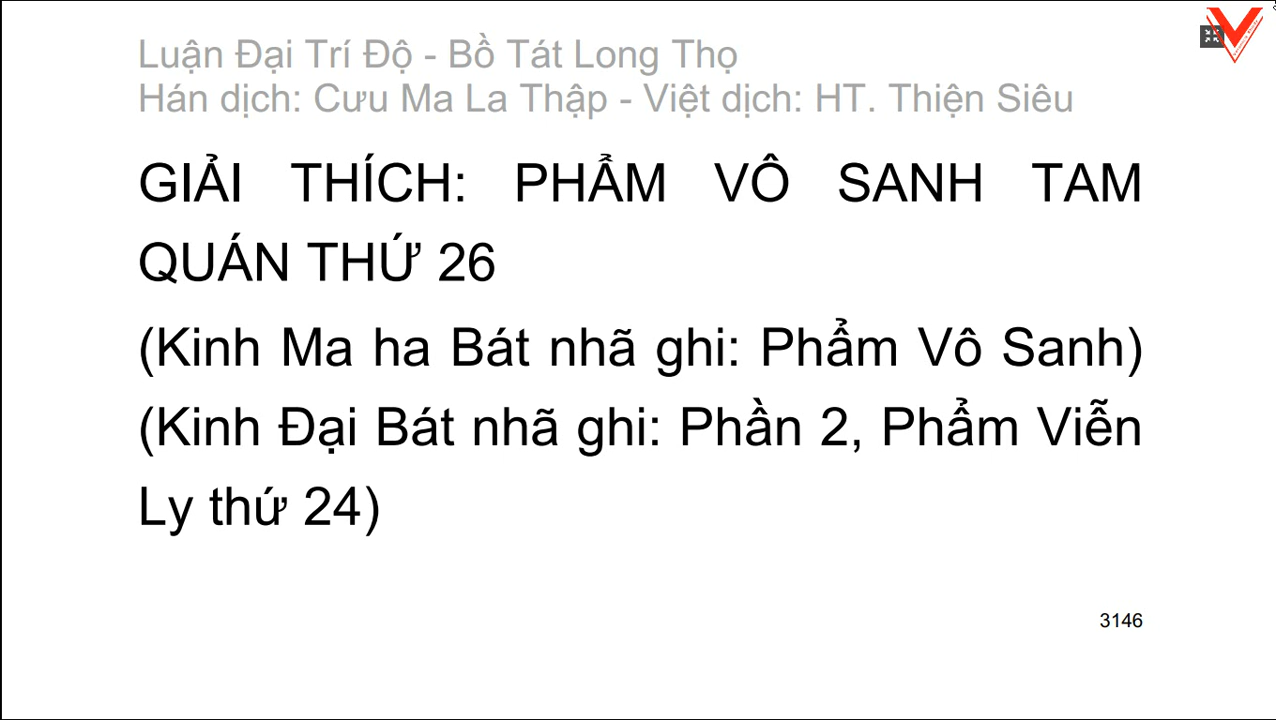 Luận Đại Trí Độ - Bồ Tát Long Thọ
Hán dịch: Cưu Ma La Thập - Việt dịch: HT. Thiện Siêu
GIẢI THÍCH: PHẨM VÔ SANH TAM
QUÁN THỨ 26
(Kinh Ma ha Bát nhã ghi: Phẩm Vô Sanh)
(Kinh Đại Bát nhã ghi: Phần 2, Phẩm Viễn
Ly thứ 24)
3146